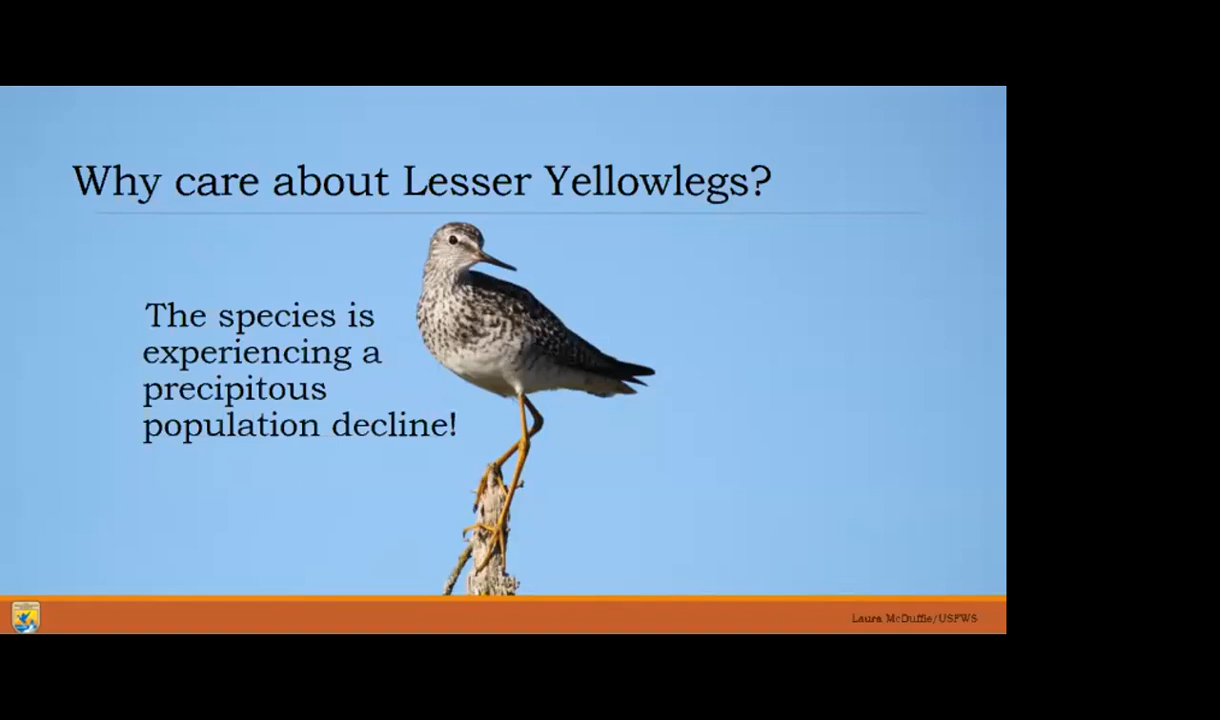 Why care about Lesser Yellowlegs?
The species is
experiencing a
precipitous
population decline!
Laura McDuffie/USFWS